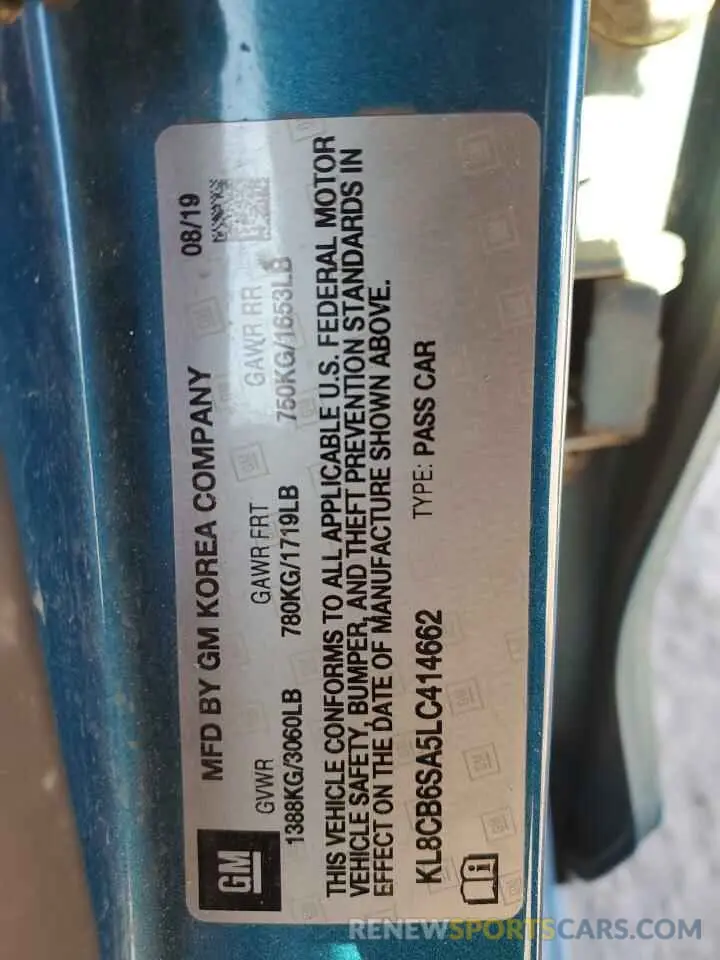 MFD BY GM KOREA COMPANY 08/19
GVWR GAWR FRT GAWR RR
1388KG/3060LB 780KG/1719LB 750KG/1653LB
THIS VEHICLE CONFORMS TO ALL APPLICABLE U.S. FEDERAL MOTOR
VEHICLE SAFETY, BUMPER, AND THEFT PREVENTION STANDARDS IN
EFFECT ON THE DATE OF MANUFACTURE SHOWN ABOVE.
KL8CB6SA5LC414662 TYPE: PASS CAR
GM
RENEWSPORTSCARS.COM